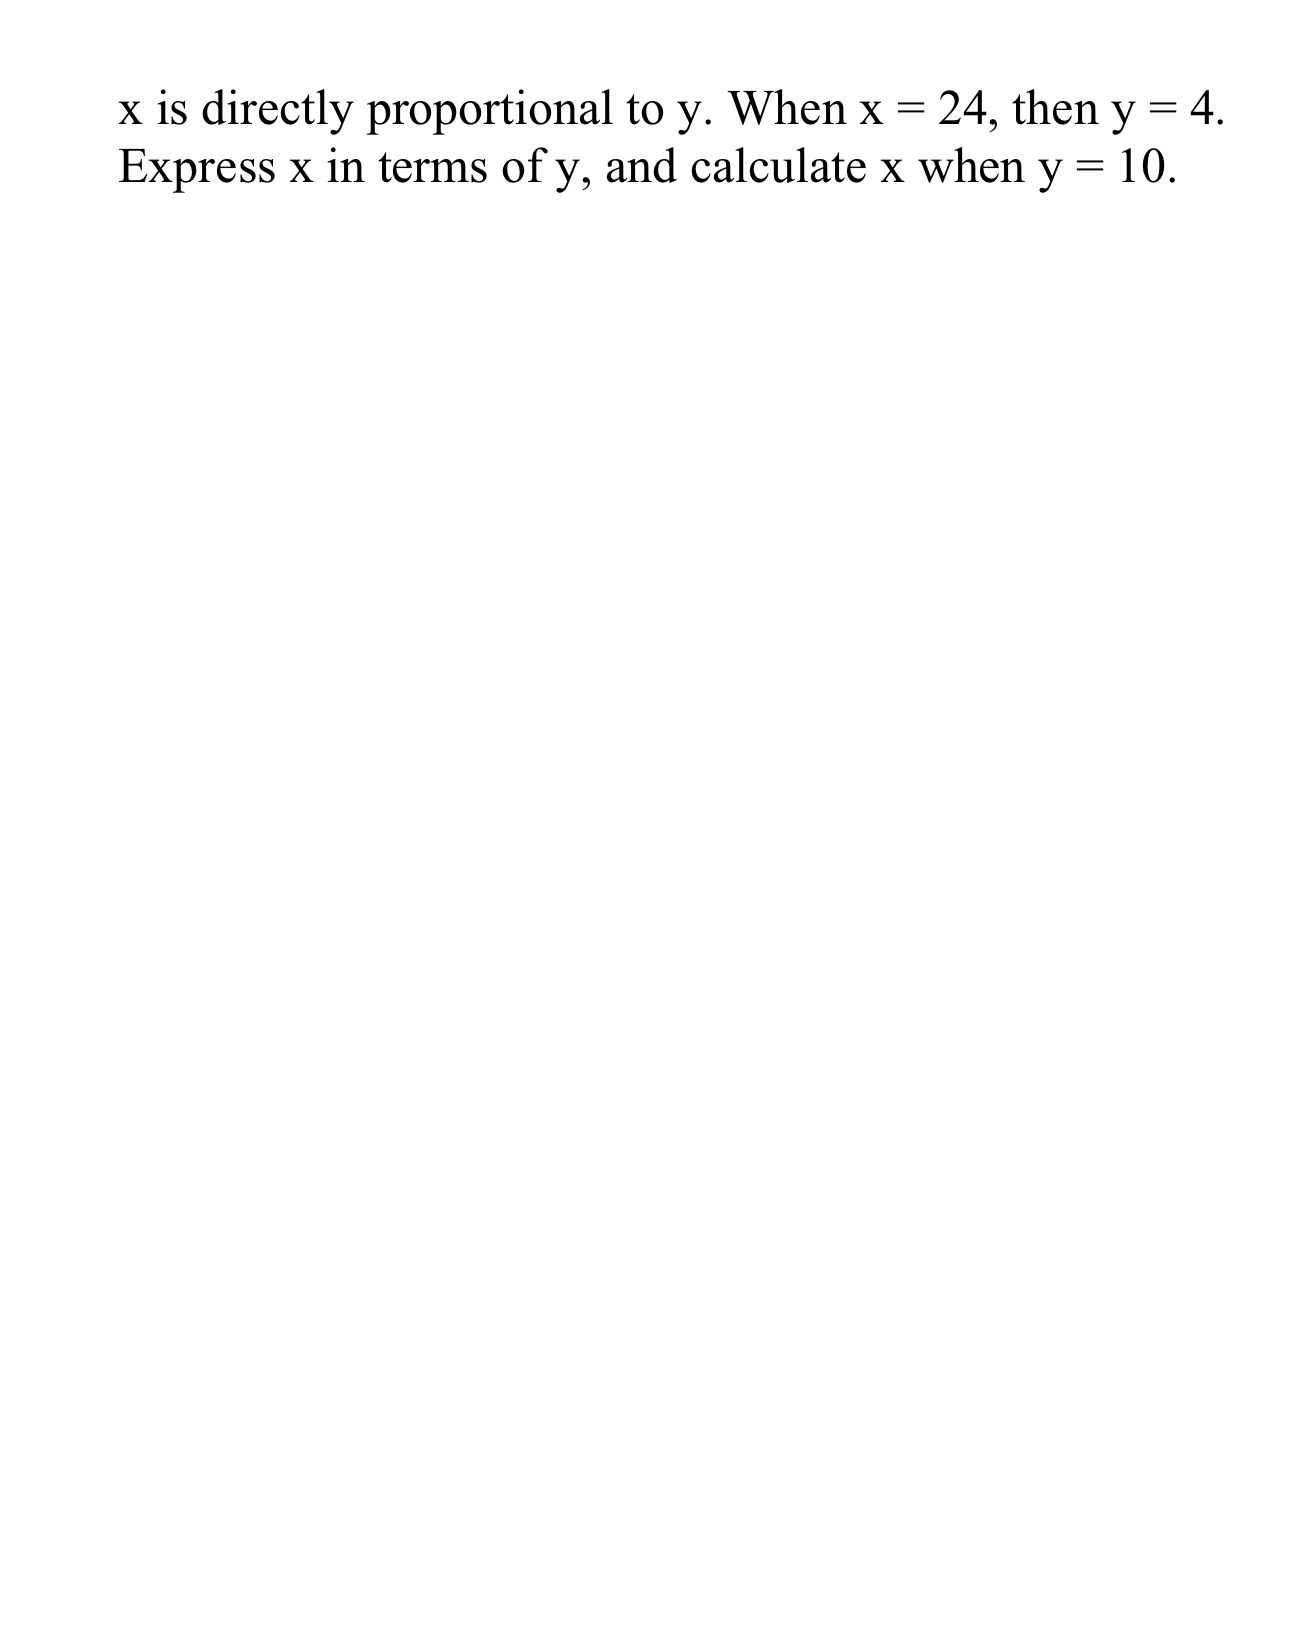 x is directly proportional to y. When x = 24, then y = 4.
Express x in terms of y, and calculate x when y = 10.